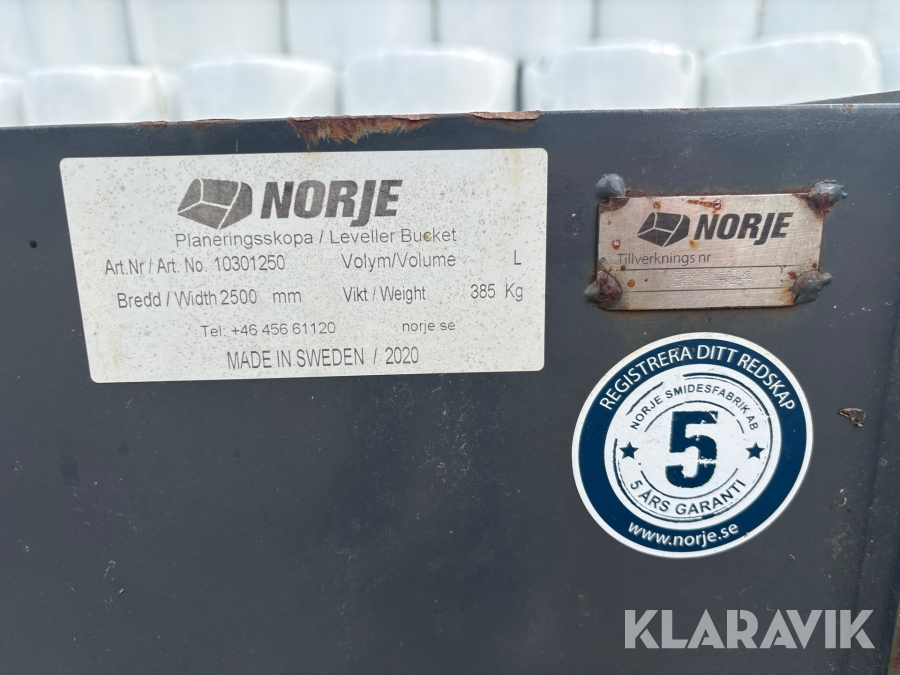 NORJE
Planeringsskopa / Leveller Bucket
Art.Nr / Art. No. 10301250 Volym/Volume L
Bredd / Width 2500 mm Vikt / Weight 385 Kg
Tel: +46 456 61120 norje.se
MADE IN SWEDEN / 2020
NORJE
Tillverknings nr
REGISTRERA DITT REDSKAP
NORJE SMIDESFABRIK AB
5
5 ÅRS GARANTI
www.norje.se
KLARAVIK